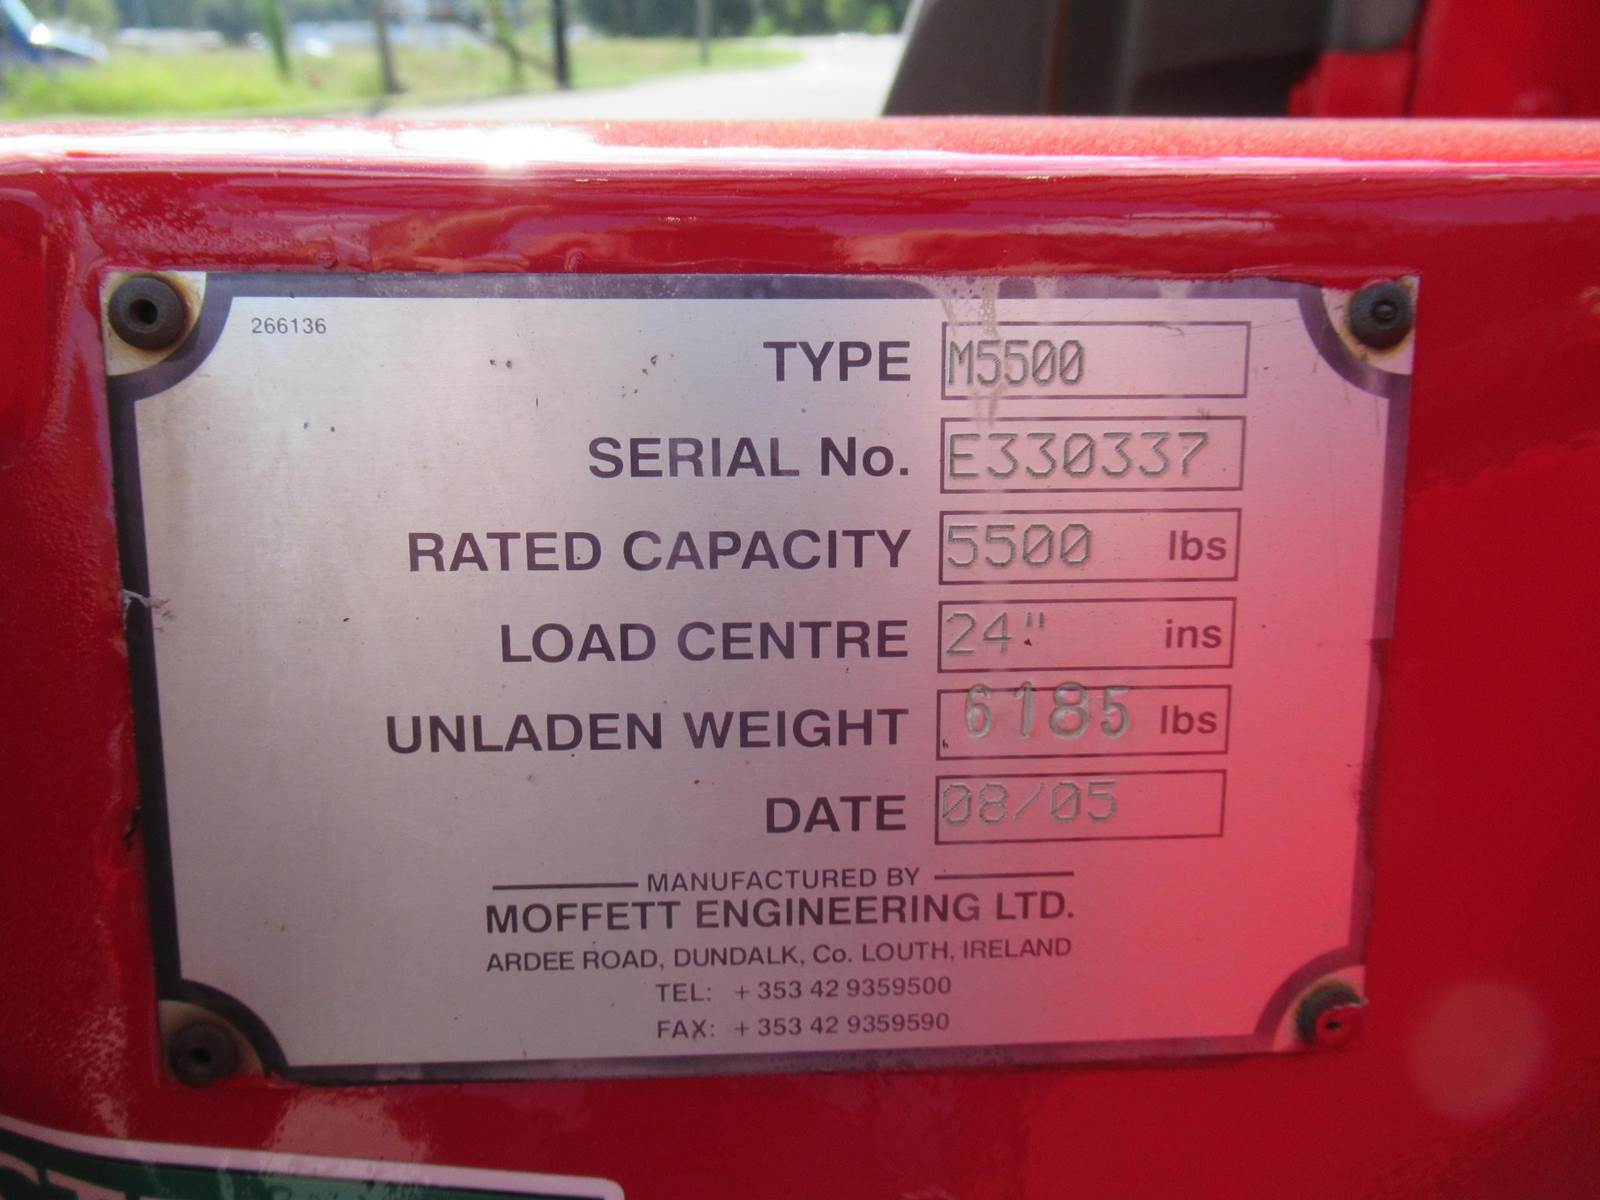 266136
TYPE M5500
SERIAL No. E330337
RATED CAPACITY 5500 lbs
LOAD CENTRE 24" ins
UNLADEN WEIGHT 6185 lbs
DATE 08/05
MANUFACTURED BY
MOFFETT ENGINEERING LTD.
ARDEE ROAD, DUNDALK, Co. LOUTH, IRELAND
TEL: +353 42 9359500
FAX: +353 42 9359590